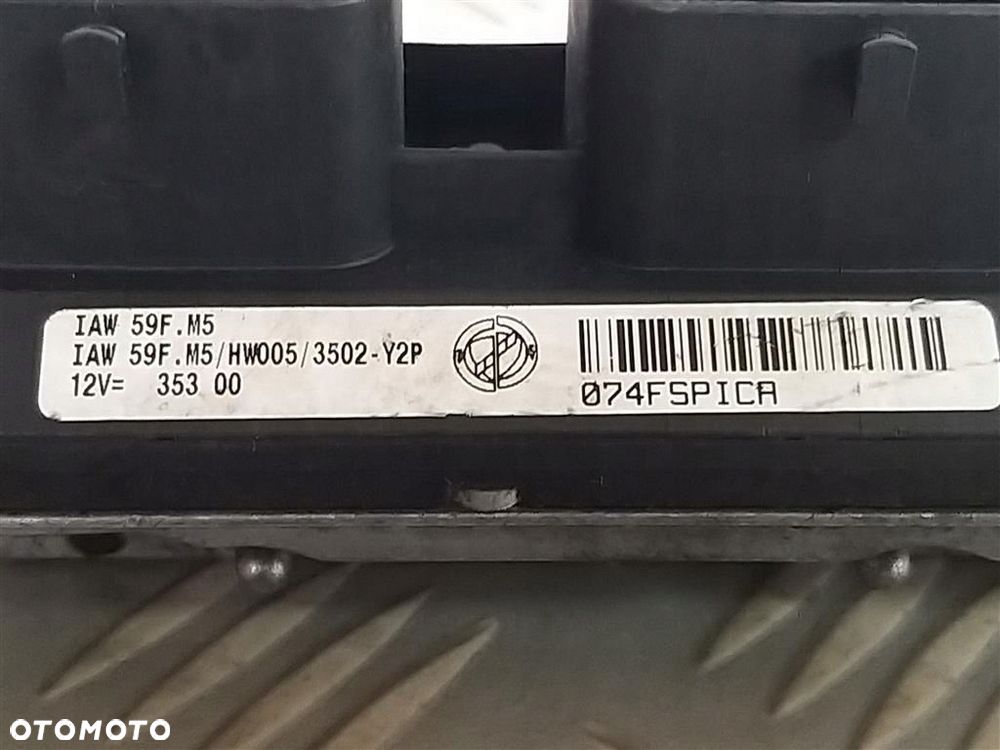 IAW 59F.M5
IAW 59F.M5/HW005/3502-Y2P
12V= 353 00
074FSPICA
OTOMOTO